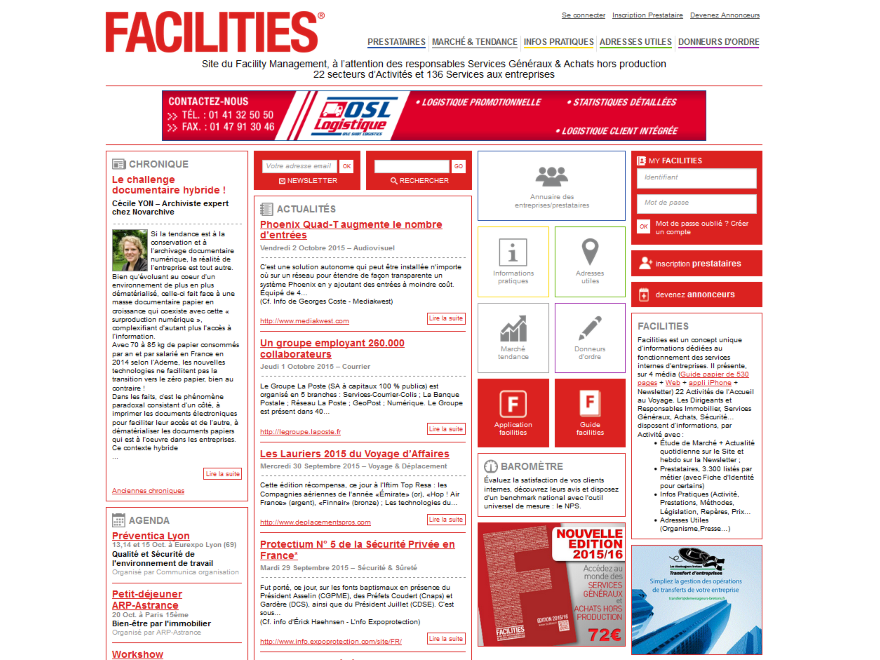 FACILITIES®
Se connecter Inscription Prestataire Devenez Annonceurs
PRESTATAIRES MARCHÉ & TENDANCE INFOS PRATIQUES ADRESSES UTILES DONNEURS D'ORDRE
Site du Facility Management, à l'attention des responsables Services Généraux & Achats hors production
22 secteurs d'Activités et 136 Services aux entreprises
CONTACTEZ-NOUS
>> TÉL. : 01 41 32 50 50
>> FAX. : 01 47 91 30 46
OSL
Logistique
• LOGISTIQUE PROMOTIONNELLE
• STATISTIQUES DÉTAILLÉES
• LOGISTIQUE CLIENT INTÉGRÉE
CHRONIQUE
Le challenge
documentaire hybride !
Cécile YON – Archiviste expert
chez Novarchive
Si la tendance est à la
conservation et à
l'archivage documentaire
numérique, la réalité de
l'entreprise est tout autre.
Bien qu'évoluant au coeur d'un
environnement de plus en plus
dématérialisé, celle-ci fait face à une
masse documentaire papier en
croissance qui coexiste avec cette «
surproduction numérique »,
complexifiant d'autant plus l'accès à
l'information.
Avec 70 à 85 kg de papier consommés
par an et par salarié en France en
2014 selon l'Ademe, les nouvelles
technologies ne facilitent pas la
transition vers le zéro papier, bien au
contraire !
Dans les faits, c'est le phénomène
paradoxal consistant d'un côté, à
imprimer les documents électroniques
pour faciliter leur accès et de l'autre, à
dématérialiser les documents papiers
qui est à l'oeuvre dans les entreprises.
Ce contexte hybride
...
Lire la suite
Anciennes chroniques
AGENDA
Préventica Lyon
13,14 et 15 Oct. à Eurexpo Lyon (69)
Qualité et Sécurité de
l'environnement de travail
Organisé par Communica organisation
Petit-déjeuner
ARP-Astrance
20 Oct. à Paris 15ème
Bien-être par l'immobilier
Organisé par ARP-Astrance
Workshow
Votre adresse email OK
NEWSLETTER
GO
RECHERCHER
ACTUALITÉS
Phoenix Quad-T augmente le nombre
d'entrées
Vendredi 2 Octobre 2015 – Audiovisuel
C'est une solution autonome qui peut être installée n'importe
où sur un réseau pour étendre de façon transparente un
système Phoenix en y ajoutant des entrées à moindre coût.
Équipé de 4...
(Cf. Info de Georges Coste - Mediakwest)
http://www.mediakwest.com
Lire la suite
Un groupe employant 260.000
collaborateurs
Jeudi 1 Octobre 2015 – Courrier
Le Groupe La Poste (SA à capitaux 100 % publics) est
organisé en 5 branches : Services-Courrier-Colis ; La Banque
Postale ; Réseau La Poste ; GeoPost ; Numérique. Le Groupe
est présent dans 40...
http://legroupe.laposte.fr
Lire la suite
Les Lauriers 2015 du Voyage d'Affaires
Mercredi 30 Septembre 2015 – Voyage & Déplacement
Cette édition récompense, ce jour à l'Iftim Top Resa : les
Compagnies aériennes de l'année «Émirate» (or), «Hop ! Air
France» (argent), «Finnair» (bronze) ; Les technologies du...
http://www.deplacementspros.com
Lire la suite
Protectium N° 5 de la Sécurité Privée en
France*
Mardi 29 Septembre 2015 – Sécurité & Sûreté
Fut porté, ce jour, sur les fonts baptismaux en présence du
Président Asselin (CGPME), des Préfets Coudert (Cnaps) et
Gardère (DCS), ainsi que du Président Juillet (CDSE). C'est
sous...
(Cf. info d'Érick Haehnsen - L'info Expoprotection)
http://www.info.expoprotection.com/site/FR/
Lire la suite
Annuaire des
entreprises/prestataires
Informations
pratiques
Adresses
utiles
Marché
tendance
Donneurs
d'ordre
F
Application
facilities
F
Guide
facilities
BAROMÈTRE
Évaluez la satisfaction de vos clients
internes, découvrez leurs avis et disposez
d'un benchmark national avec l'outil
universel de mesure : le NPS.
NOUVELLE
EDITION
2015/16
Accédez au
monde des
SERVICES
GÉNÉRAUX
et
ACHATS HORS
PRODUCTION
72€
FACILITIES
EDITION 2015/16
MY FACILITIES
Identifiant
Mot de passe
OK
Mot de passe oublié ? Créer
un compte
inscription prestataires
devenez annonceurs
FACILITIES
Facilities est un concept unique
d'informations dédiées au
fonctionnement des services
internes d'entreprises. Il présente,
sur 4 média (Guide papier de 530
pages + Web + appli IPhone +
Newsletter) 22 Activités de l'Accueil
au Voyage. Les Dirigeants et
Responsables Immobilier, Services
Généraux, Achats, Sécurité...
disposent d'informations, par
Activité avec :
• Étude de Marché + Actualité
quotidienne sur le Site et
hebdo sur la Newsletter ;
• Prestataires, 3.300 listés par
métier (avec Fiche d'Identité
pour certains)
• Infos Pratiques (Activité,
Prestations, Méthodes,
Législation, Repères, Prix...
• Adresses Utiles
(Organisme,Presse...)
Transfert d'entreprises
Simpliez la gestion des opérations
de transferts de votre entreprise